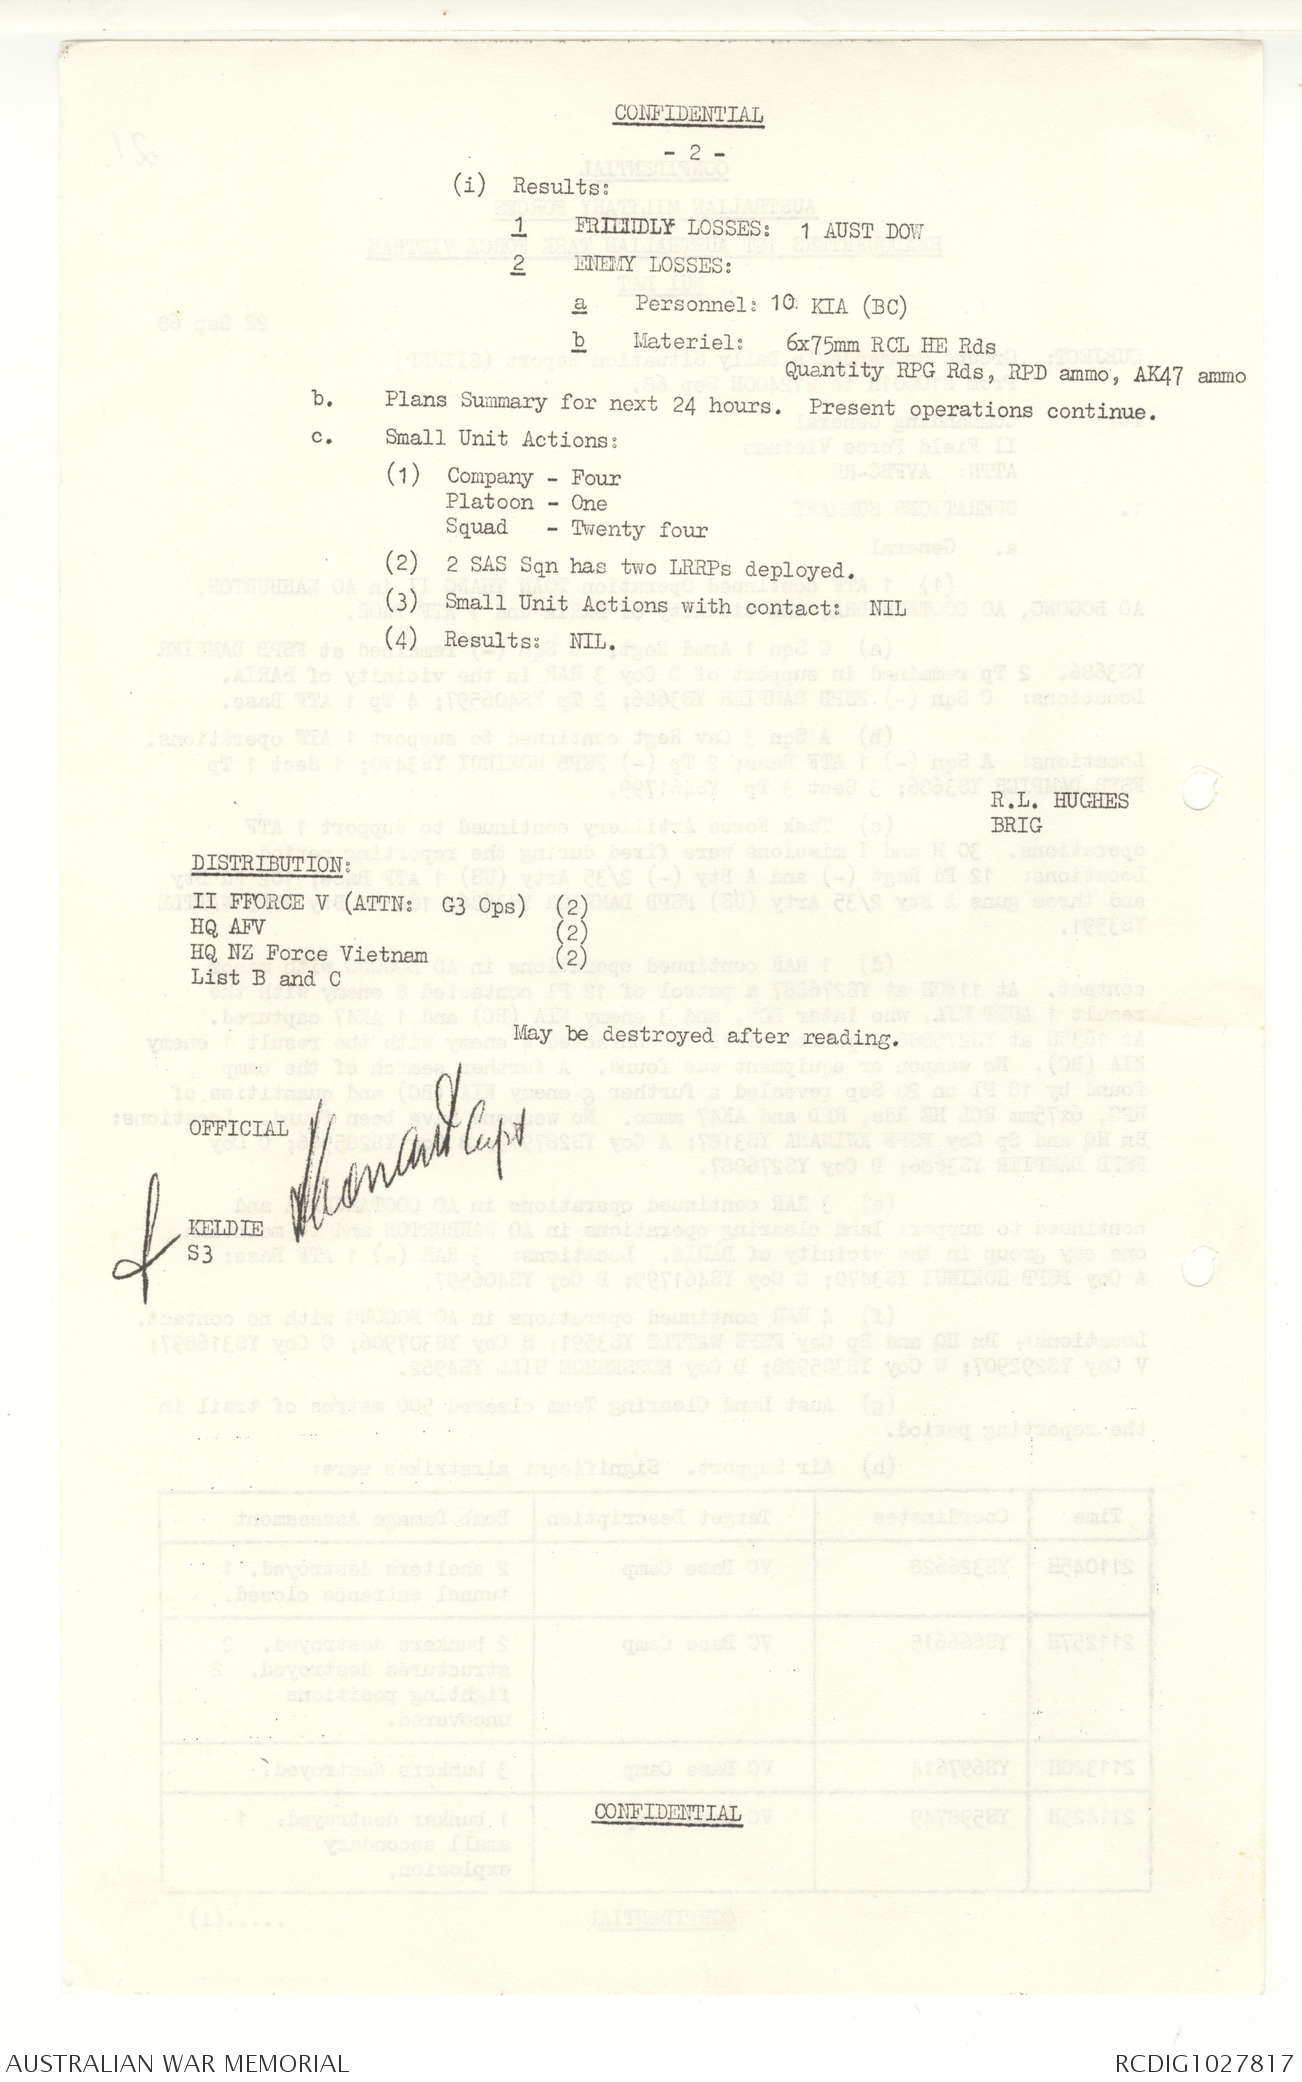 CONFIDENTIAL
- 2 -
(i) Results:
1 FRIENDLY LOSSES: 1 AUST DOW
2 ENEMY LOSSES:
a Personnel: 10. KIA (BC)
b Materiel: 6x75mm RCL HE Rds
Quantity RPG Rds, RPD ammo, AK47 ammo
b. Plans Summary for next 24 hours. Present operations continue.
c. Small Unit Actions:
(1) Company - Four
Platoon - One
Squad - Twenty four
(2) 2 SAS Sqn has two LRRPs deployed.
(3) Small Unit Actions with contact: NIL
(4) Results: NIL.
R.L. HUGHES
BRIG
DISTRIBUTION:
II FFORCE V (ATTN: G3 Ops) (2)
HQ AFV (2)
HQ NZ Force Vietnam (2)
List B and C
May be destroyed after reading.
OFFICIAL
Capt
KELDIE
S3
CONFIDENTIAL
AUSTRALIAN WAR MEMORIAL
RCDIG1027817